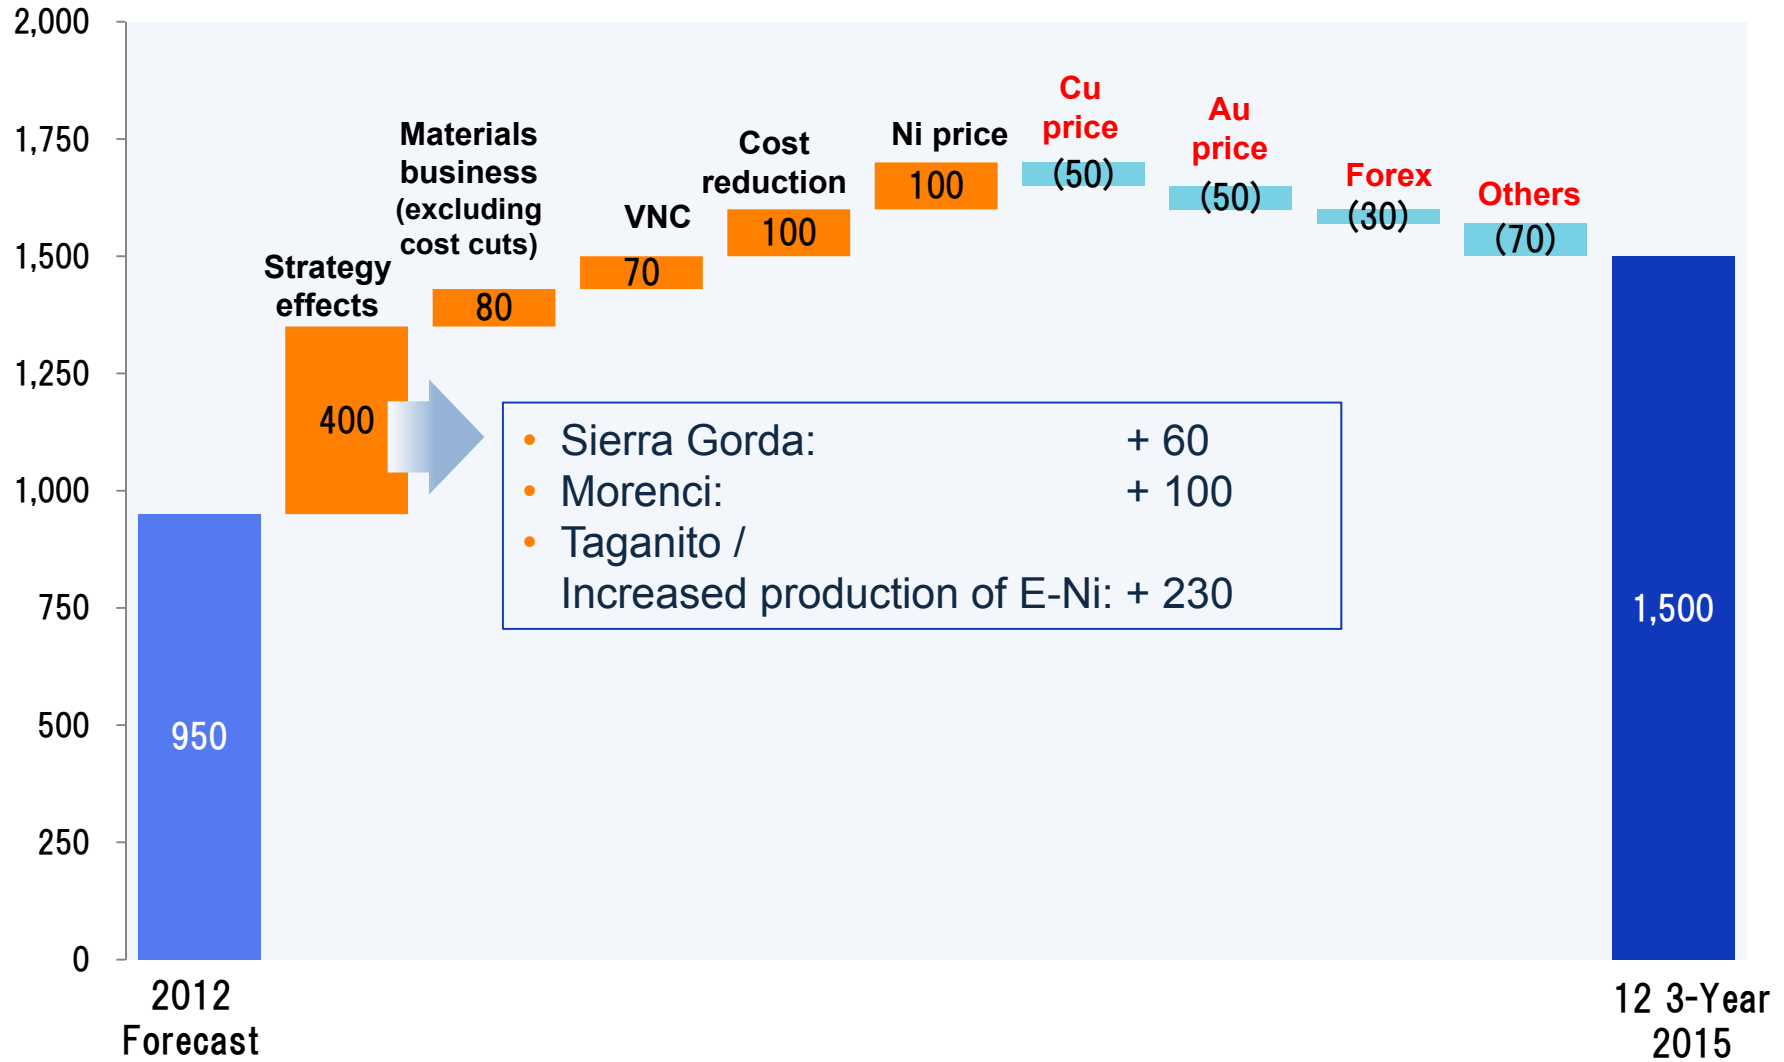 2,000
1,750
1,500
1,250
1,000
750
500
250
0
950
2012
Forecast
Strategy
effects
400
Materials
business
(excluding
cost cuts)
80
VNC
70
Cost
reduction
100
Ni price
100
Cu
price
(50)
Au
price
(50)
Forex
(30)
Others
(70)
• Sierra Gorda: + 60
• Morenci: + 100
• Taganito /
Increased production of E-Ni: + 230
1,500
12 3-Year
2015